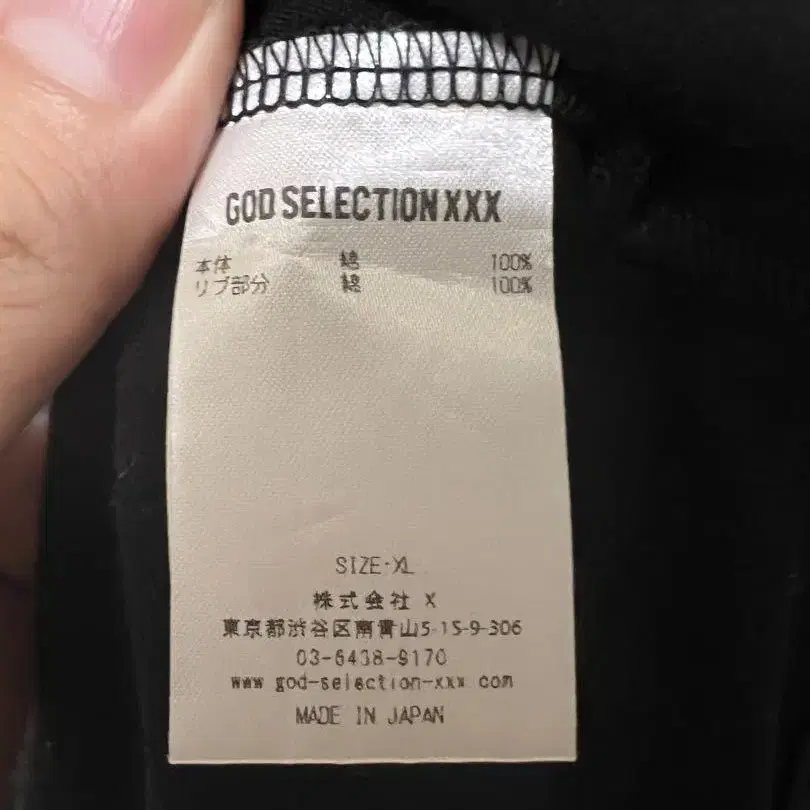 GOD SELECTION XXX
本体 綿 100%
リブ部分 綿 100%
SIZE-XL
株式会社 X
東京都渋谷区南青山5-15-9-306
03-6438-9170
www god-selection-xxx com
MADE IN JAPAN